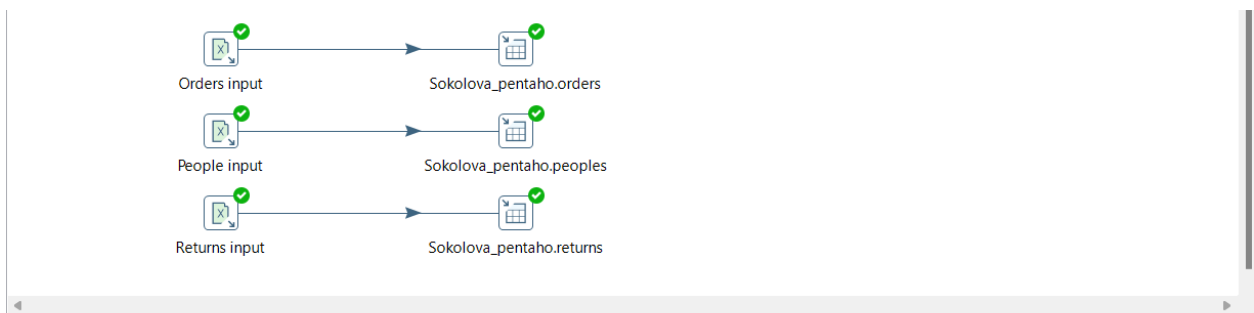 Orders input
Sokolova_pentaho.orders
People input
Sokolova_pentaho.peoples
Returns input
Sokolova_pentaho.returns